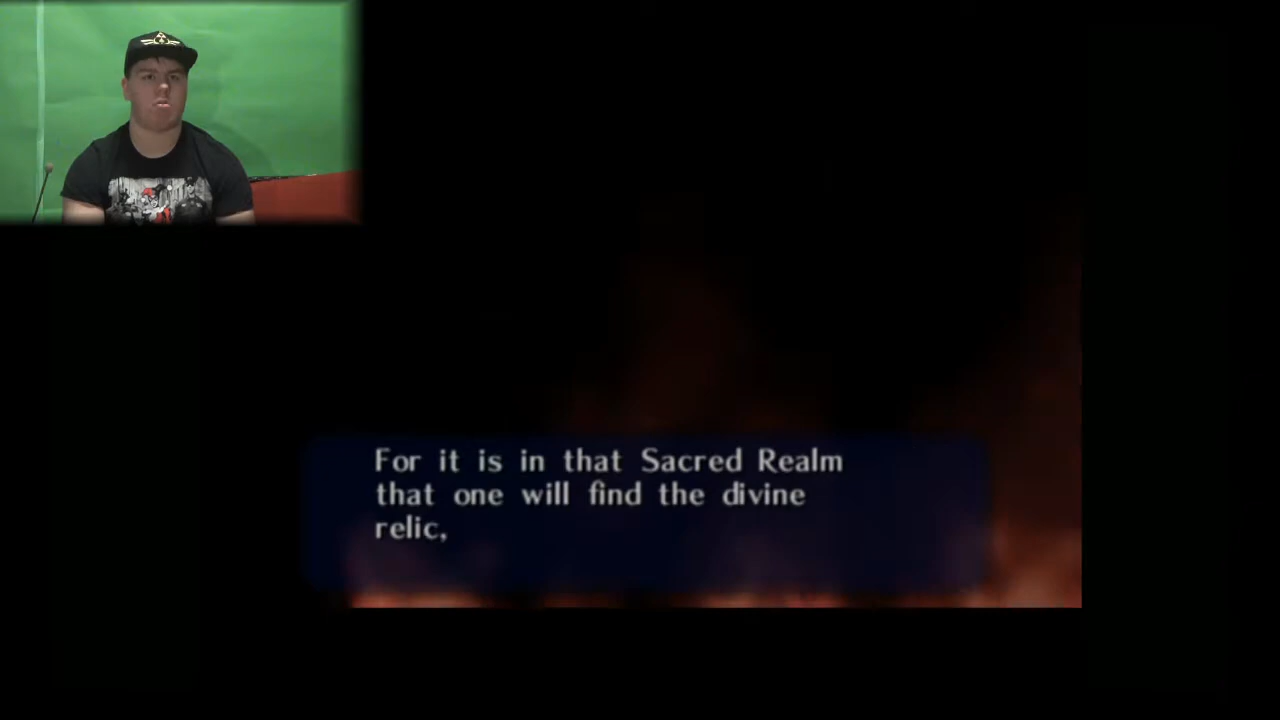 For it is in that Sacred Realm
that one will find the divine
relic,